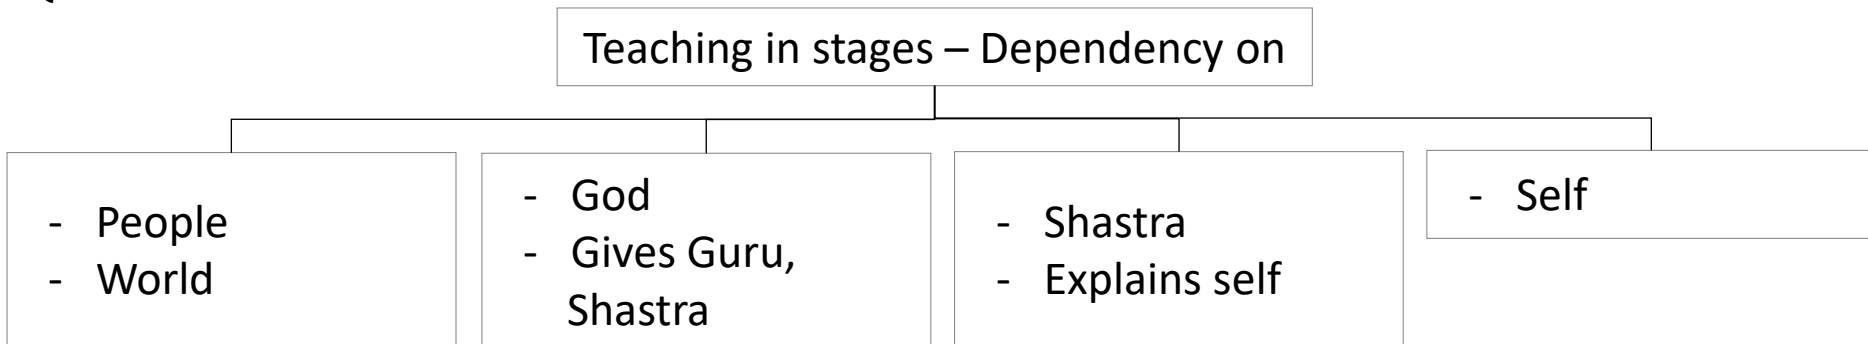 Teaching in stages – Dependency on
- People
- World
- God
- Gives Guru,
Shastra
- Shastra
- Explains self
- Self